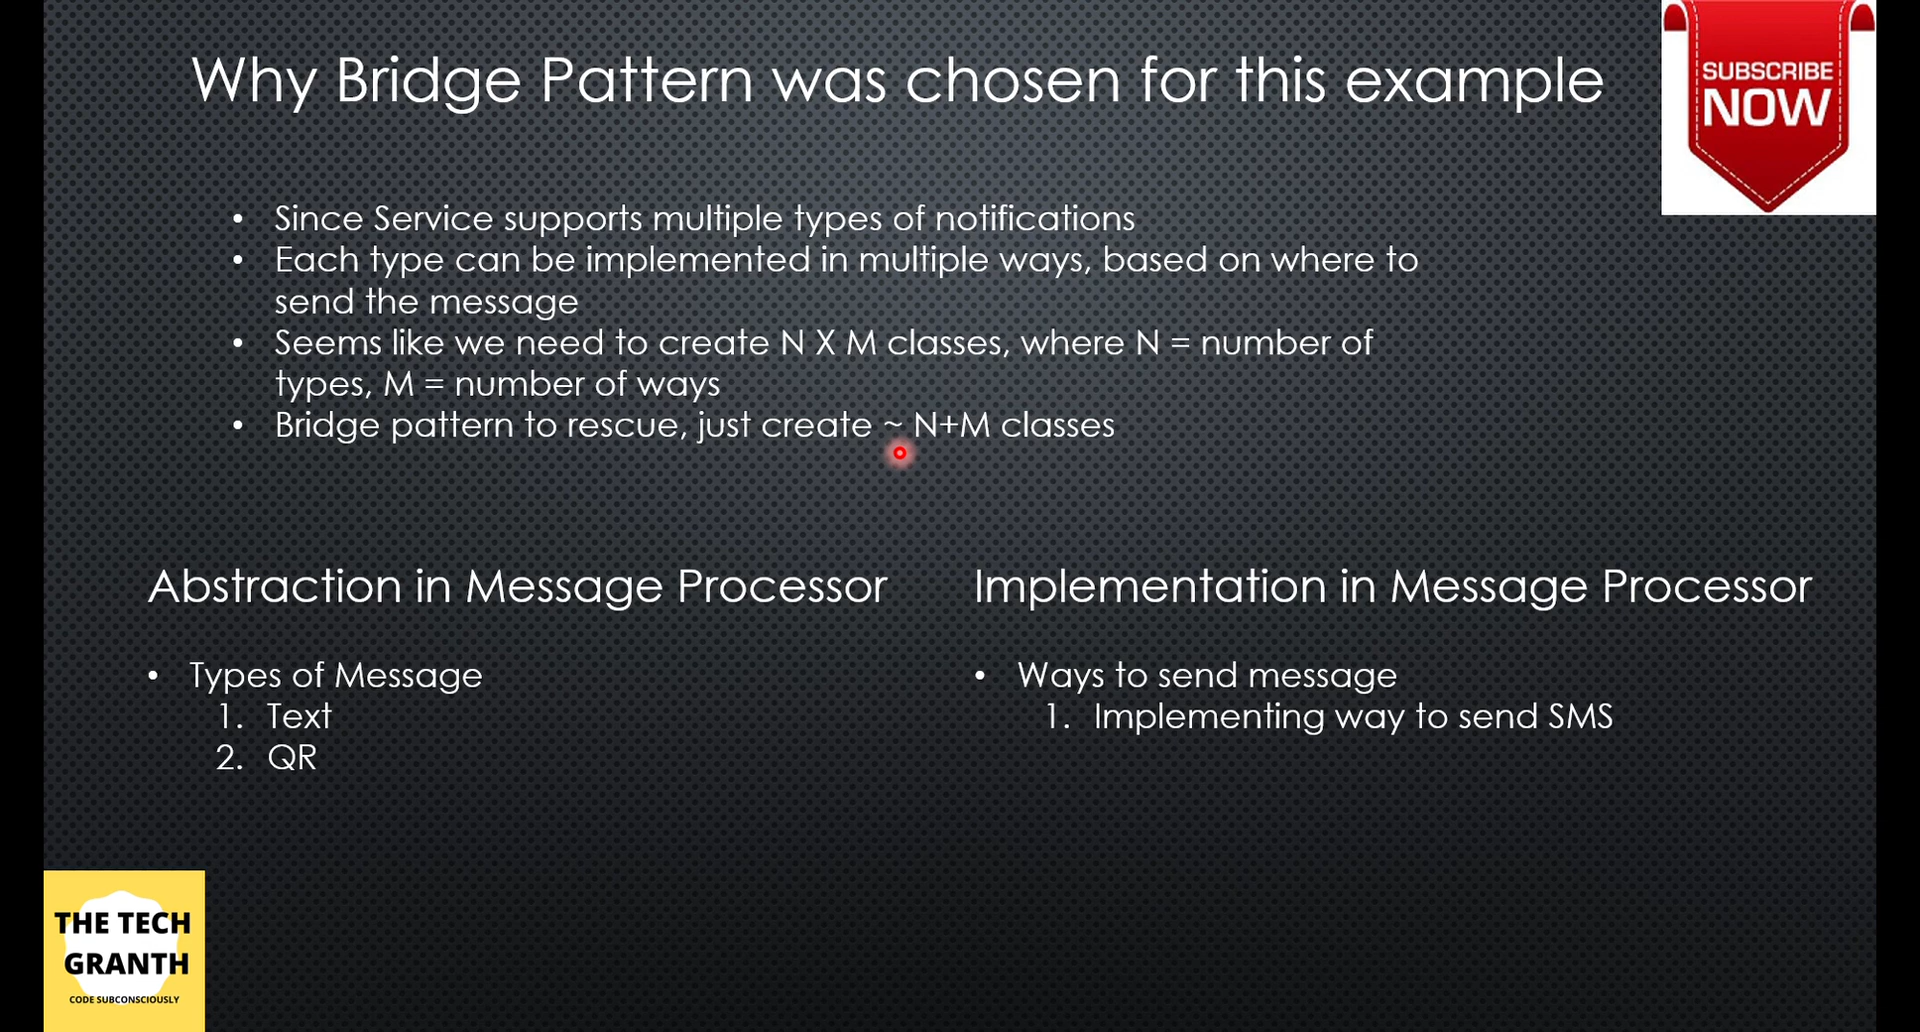 Why Bridge Pattern was chosen for this example
SUBSCRIBE
NOW
• Since Service supports multiple types of notifications
• Each type can be implemented in multiple ways, based on where to
send the message
• Seems like we need to create N X M classes, where N = number of
types, M = number of ways
• Bridge pattern to rescue, just create ~ N+M classes
Abstraction in Message Processor
• Types of Message
1. Text
2. QR
Implementation in Message Processor
• Ways to send message
1. Implementing way to send SMS
THE TECH
GRANTH
CODE SUBCONSCIOUSLY